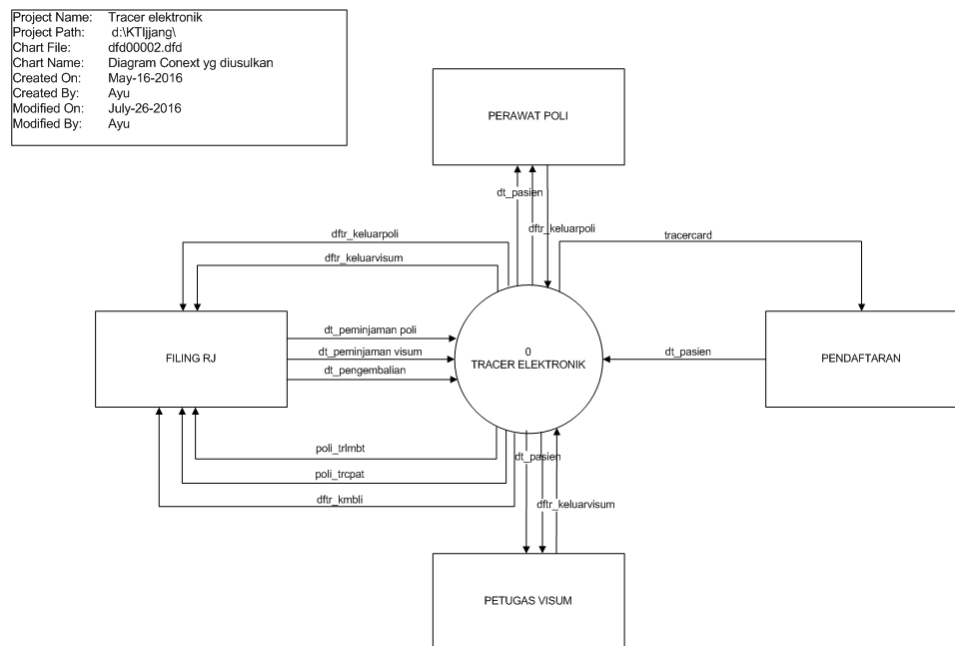 Project Name: Tracer elektronik
Project Path: d:\KTIjjang\
Chart File: dfd00002.dfd
Chart Name: Diagram Conext yg diusulkan
Created On: May-16-2016
Created By: Ayu
Modified On: July-26-2016
Modified By: Ayu
PERAWAT POLI
dt_pasien
dftr_keluarpoli
dftr_keluarpoli
tracercard
dftr_keluarvisum
FILING RJ
dt_peminjaman poli
dt_peminjaman visum
dt_pengembalian
0
TRACER ELEKTRONIK
dt_pasien
PENDAFTARAN
poli_trlmbt
poli_trcpat
dftr_kmbli
dt_pasien
dftr_keluarvisum
PETUGAS VISUM